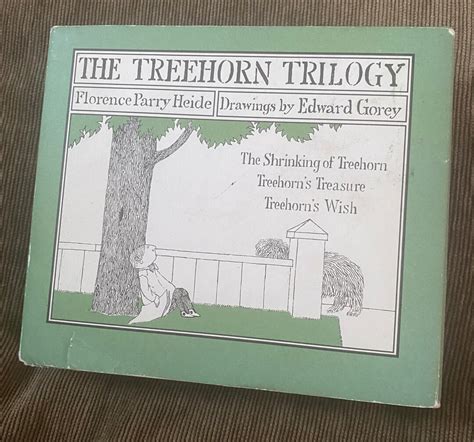 THE TREEHORN TRILOGY
Florence Parry Heide Drawings by Edward Gorey
The Shrinking of Treehorn
Treehorn's Treasure
Treehorn's Wish